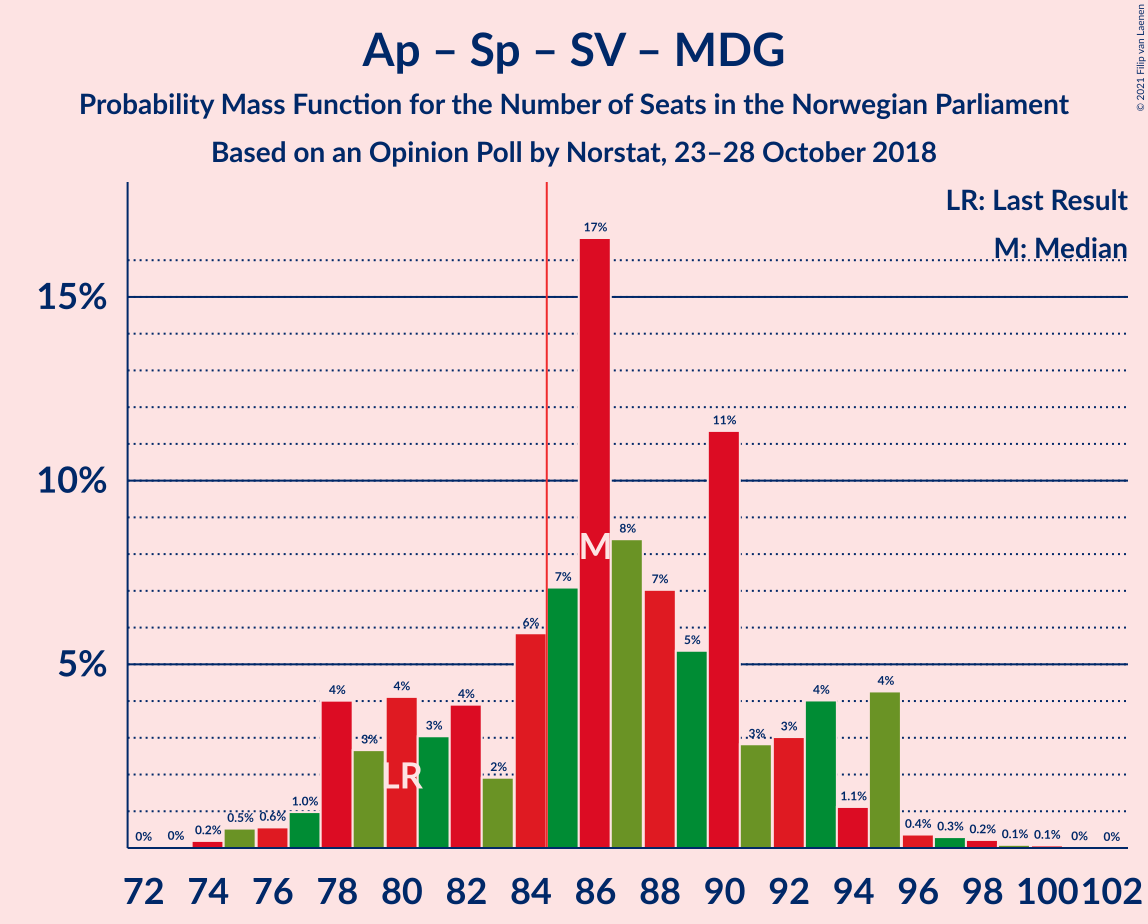 Ap – Sp – SV – MDG
Probability Mass Function for the Number of Seats in the Norwegian Parliament
Based on an Opinion Poll by Norstat, 23–28 October 2018
© 2021 Filip van Laenen
LR: Last Result
M: Median
15%
10%
5%
0% 0% 0.2% 0.5% 0.6% 1.0% 4% 3% 4% 3% 4% 2% 6% 7% 17% 8% 7% 5% 11% 3% 3% 4% 1.1% 4% 0.4% 0.3% 0.2% 0.1% 0.1% 0% 0%
M
LR
72 74 76 78 80 82 84 86 88 90 92 94 96 98 100 102